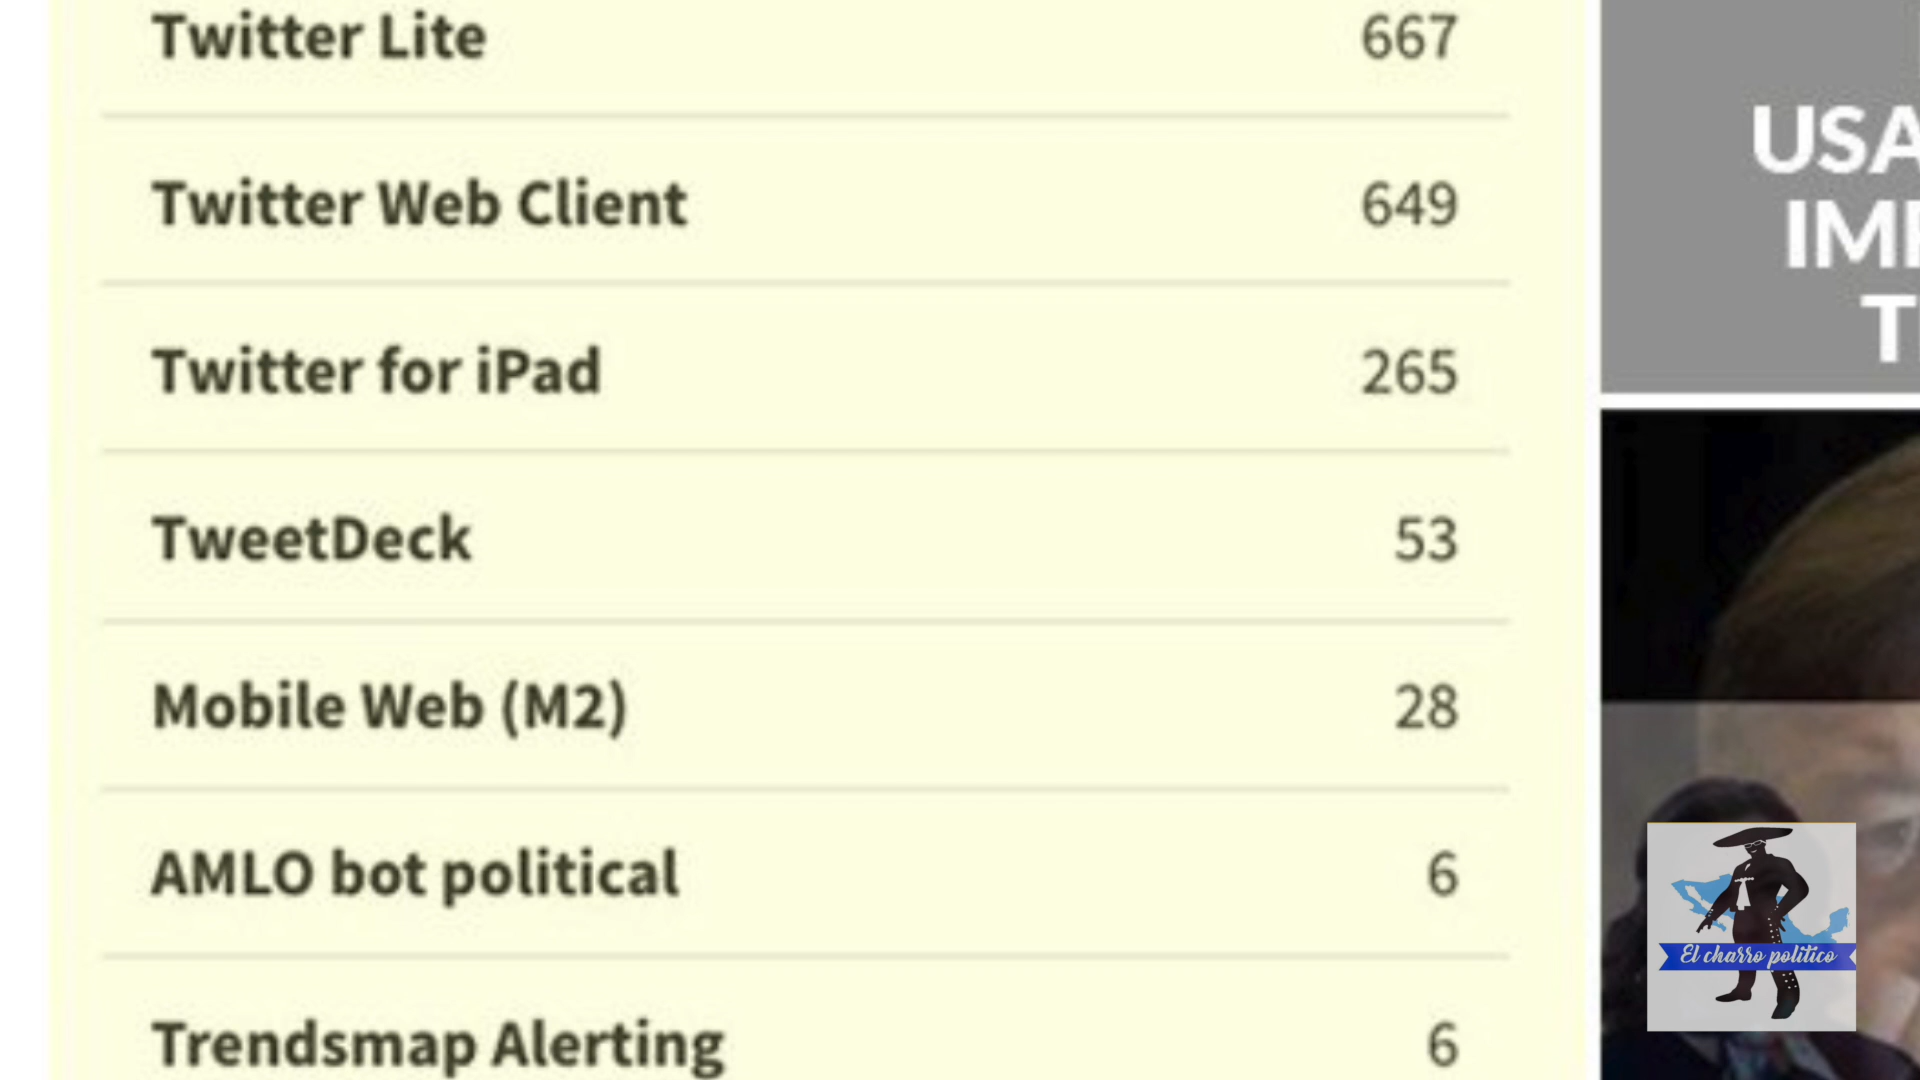 Twitter Lite 667
Twitter Web Client 649
Twitter for iPad 265
TweetDeck 53
Mobile Web (M2) 28
AMLO bot political 6
Trendsmap Alerting 6
USA
El charro político